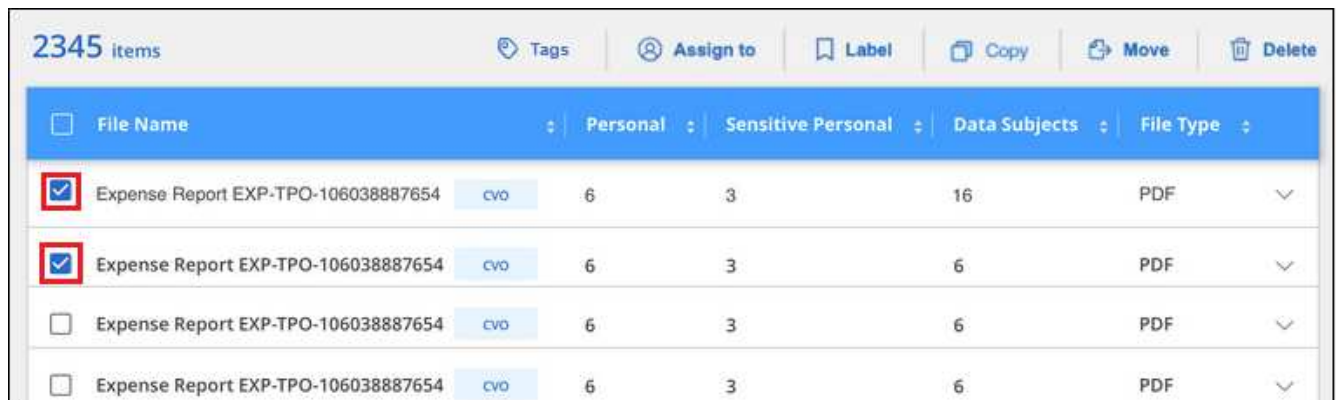 2345 items Tags Assign to Label Copy Move Delete
File Name Personal Sensitive Personal Data Subjects File Type
Expense Report EXP-TPO-106038887654 CVO 6 3 16 PDF
Expense Report EXP-TPO-106038887654 CVO 6 3 6 PDF
Expense Report EXP-TPO-106038887654 CVO 6 3 6 PDF
Expense Report EXP-TPO-106038887654 CVO 6 3 6 PDF